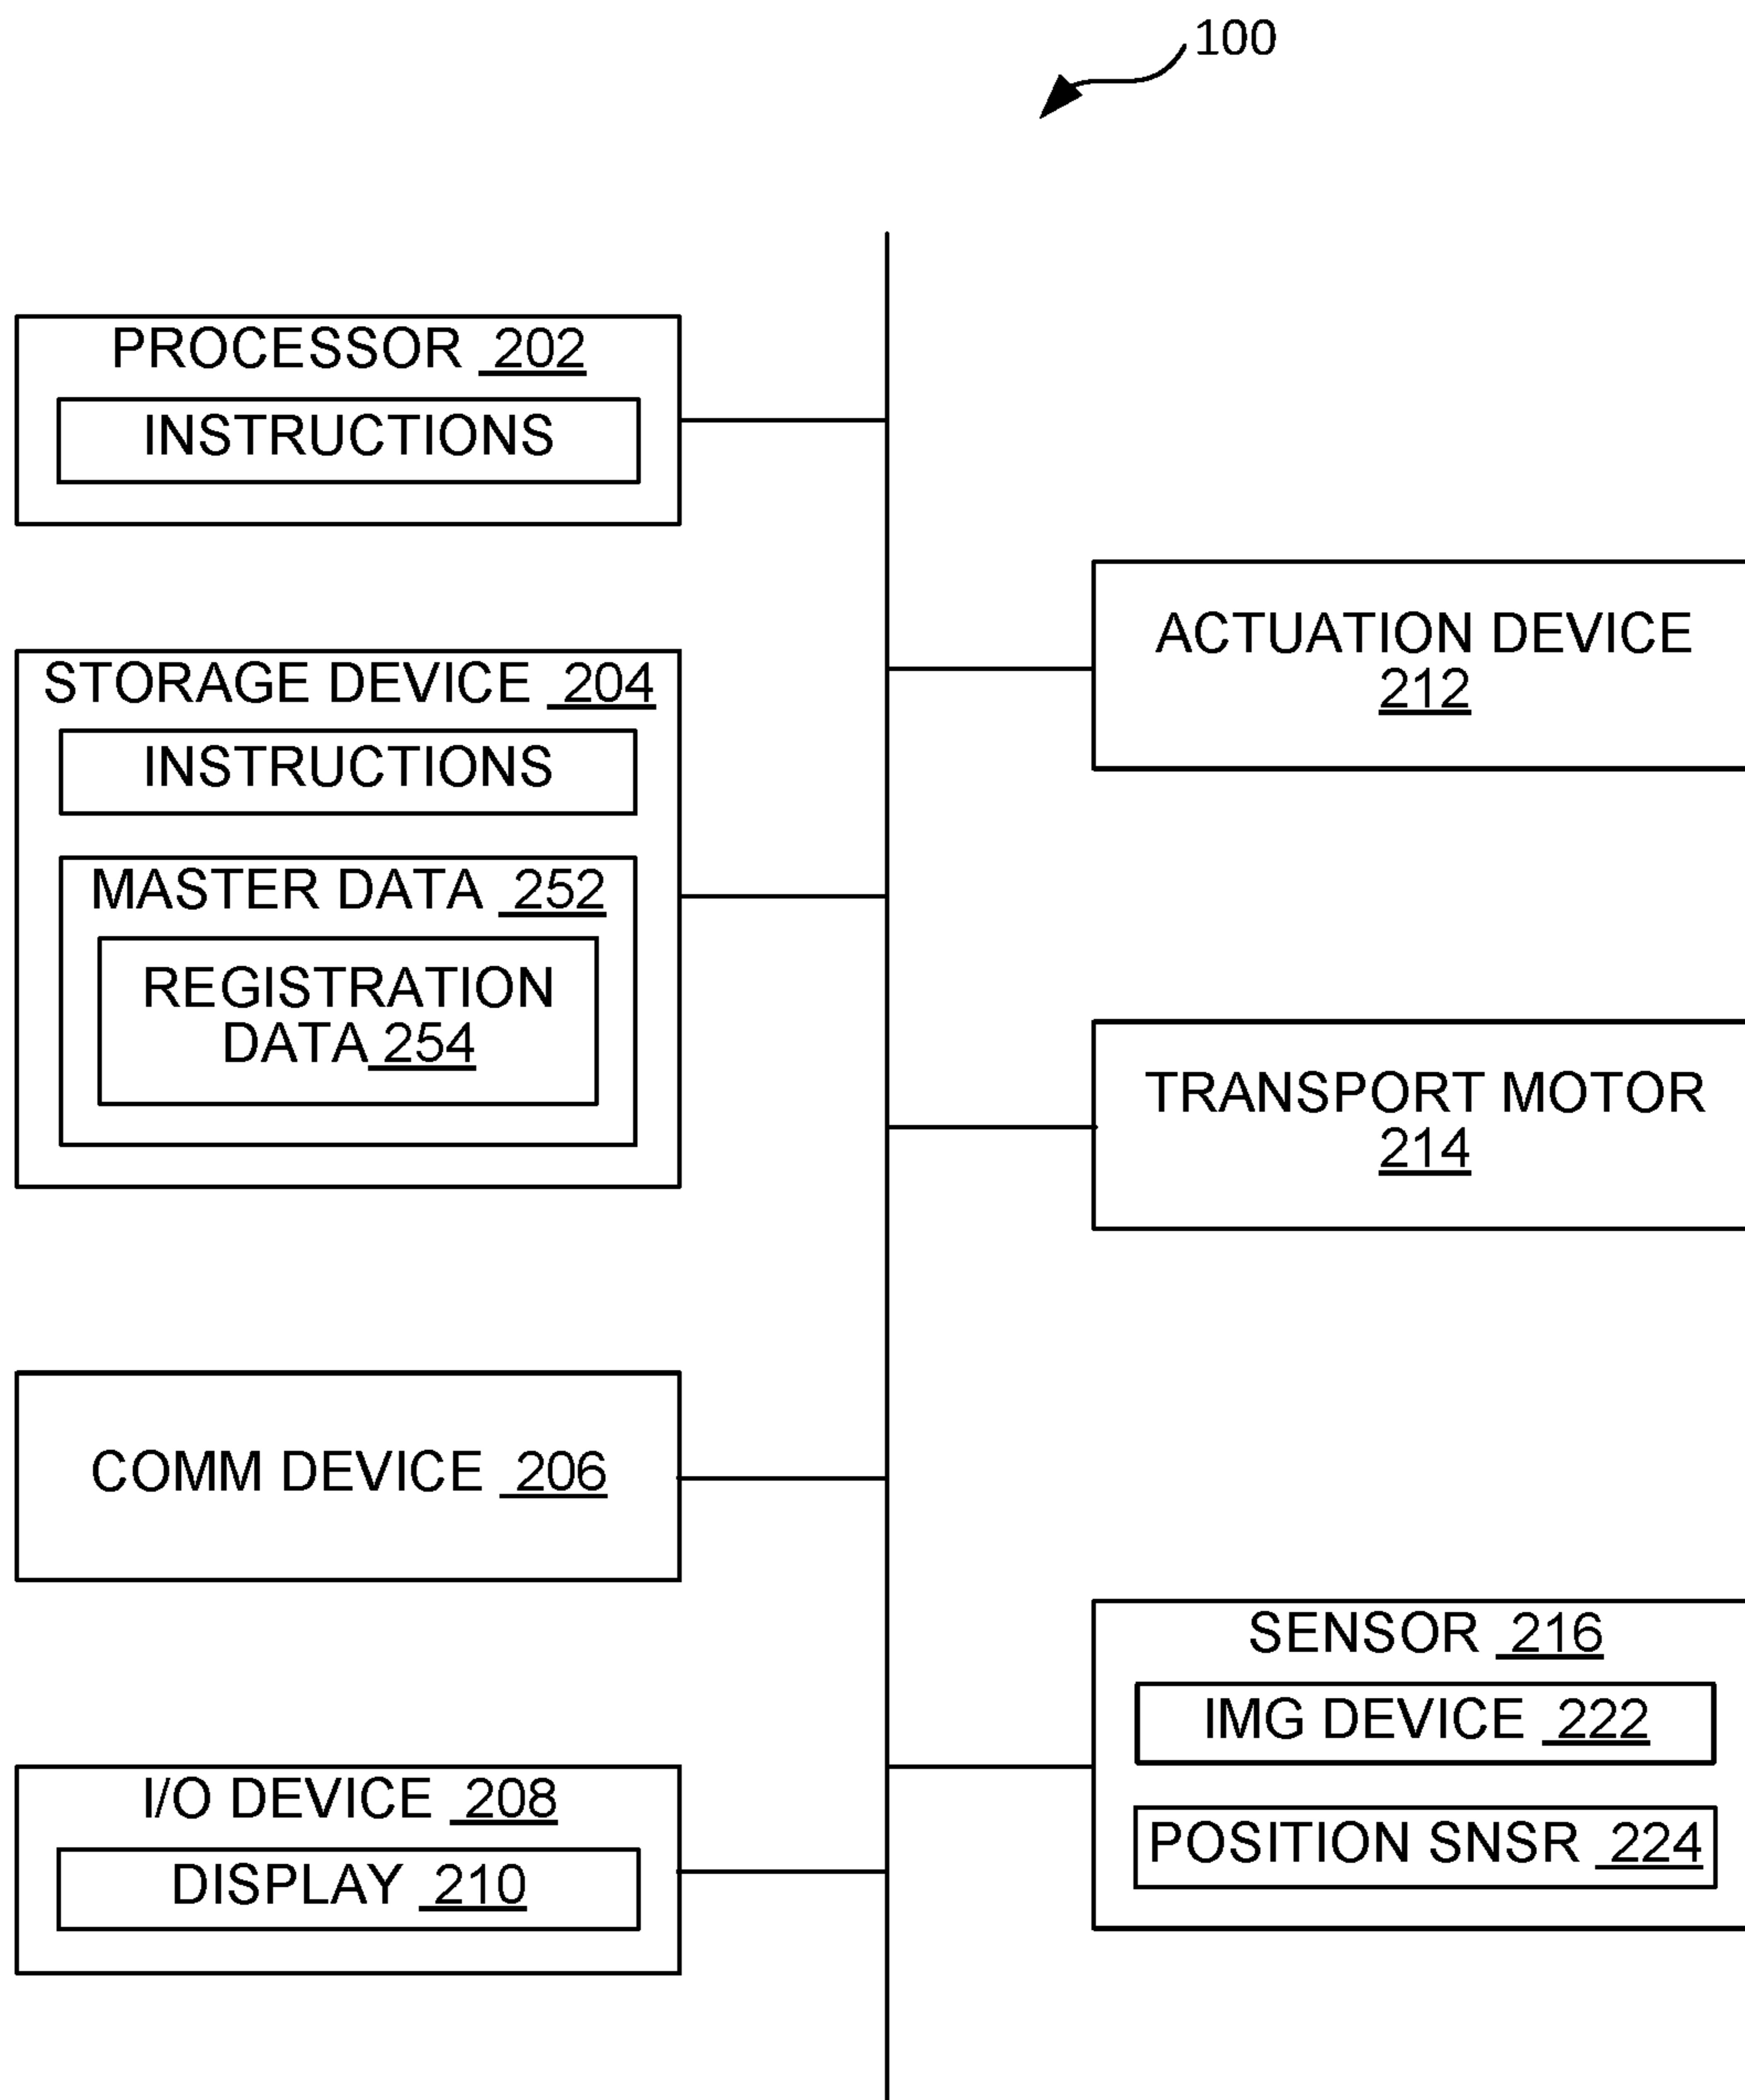 100
PROCESSOR 202
INSTRUCTIONS
STORAGE DEVICE 204
INSTRUCTIONS
MASTER DATA 252
REGISTRATION
DATA 254
COMM DEVICE 206
I/O DEVICE 208
DISPLAY 210
ACTUATION DEVICE
212
TRANSPORT MOTOR
214
SENSOR 216
IMG DEVICE 222
POSITION SNSR 224